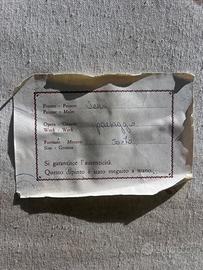 Pittore - Peintre
Painter - Maler
Opera - Oeuvre
Work - Werk
paesaggio
Formato - Mesure
Size - Grösse
Si garantisce l'autenticità.
Questo dipinto è stato eseguito a mano.